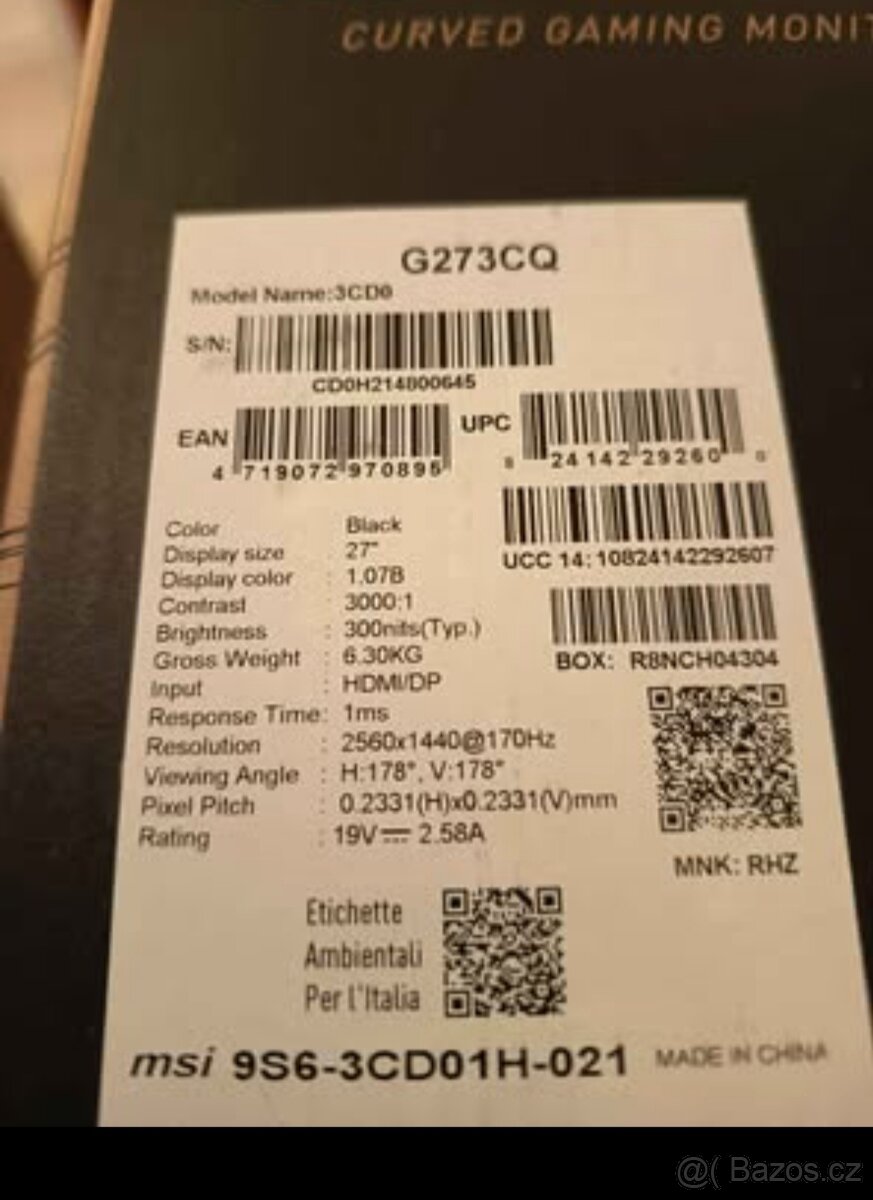 CURVED GAMING MONIT
G273CQ
Model Name:3CD0
S/N:
CD0H214800645
EAN
4 719072 970895
UPC
8 24142 29260 0
UCC 14: 10824142292607
BOX: R8NCH04304
Color : Black
Display size : 27"
Display color : 1.07B
Contrast : 3000:1
Brightness : 300nits(Typ.)
Gross Weight : 6.30KG
Input : HDMI/DP
Response Time: 1ms
Resolution : 2560x1440@170Hz
Viewing Angle : H:178°, V:178°
Pixel Pitch : 0.2331(H)x0.2331(V)mm
Rating : 19V⎓ 2.58A
MNK: RHZ
Etichette
Ambientali
Per l'Italia
msi 9S6-3CD01H-021 MADE IN CHINA
@( Bazos.cz